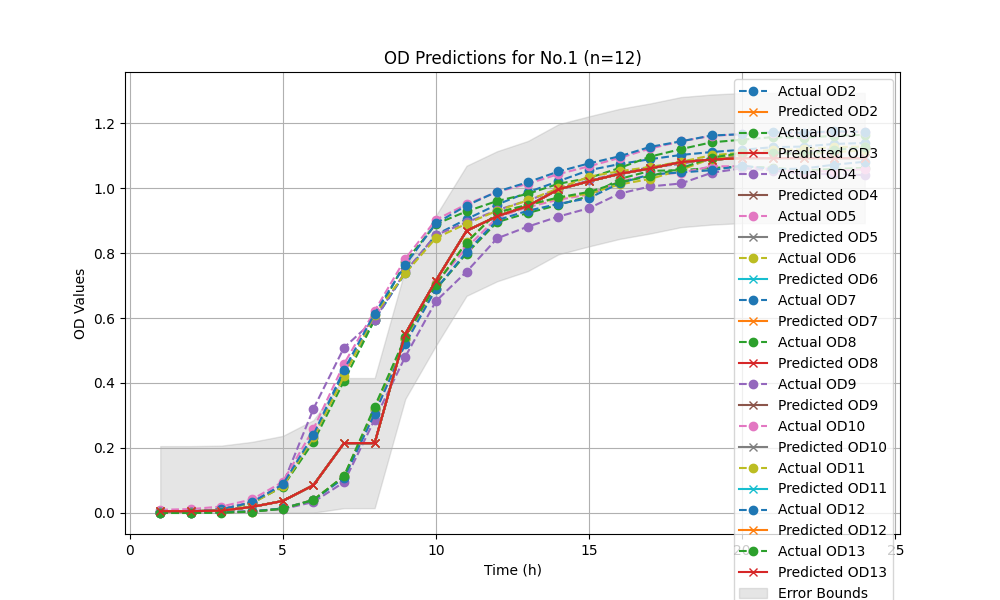 OD Predictions for No.1 (n=12)
OD Values
1.2
1.0
0.8
0.6
0.4
0.2
0.0
0
5
10
15
20
25
Time (h)
Actual OD2
Predicted OD2
Actual OD3
Predicted OD3
Actual OD4
Predicted OD4
Actual OD5
Predicted OD5
Actual OD6
Predicted OD6
Actual OD7
Predicted OD7
Actual OD8
Predicted OD8
Actual OD9
Predicted OD9
Actual OD10
Predicted OD10
Actual OD11
Predicted OD11
Actual OD12
Predicted OD12
Actual OD13
Predicted OD13
Error Bounds